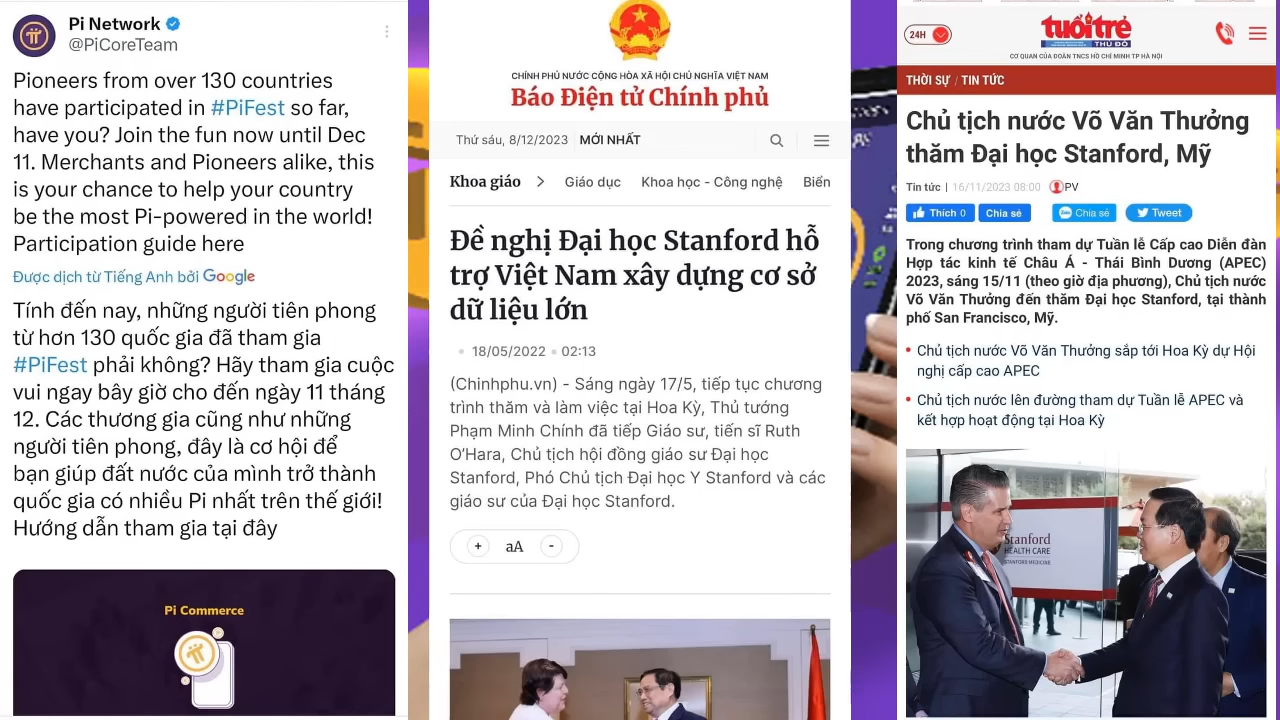 Pi Network
@PiCoreTeam
Pioneers from over 130 countries
have participated in #PiFest so far,
have you? Join the fun now until Dec
11. Merchants and Pioneers alike, this
is your chance to help your country
be the most Pi-powered in the world!
Participation guide here
Được dịch từ Tiếng Anh bởi Google
Tính đến nay, những người tiên phong
từ hơn 130 quốc gia đã tham gia
#PiFest phải không? Hãy tham gia cuộc
vui ngay bây giờ cho đến ngày 11 tháng
12. Các thương gia cũng như những
người tiên phong, đây là cơ hội để
bạn giúp đất nước của mình trở thành
quốc gia có nhiều Pi nhất trên thế giới!
Hướng dẫn tham gia tại đây
Pi Commerce
CHÍNH PHỦ NƯỚC CỘNG HÒA XÃ HỘI CHỦ NGHĨA VIỆT NAM
Báo Điện tử Chính phủ
Thứ sáu, 8/12/2023 MỚI NHẤT
Khoa giáo > Giáo dục Khoa học - Công nghệ Biển
Đề nghị Đại học Stanford hỗ
trợ Việt Nam xây dựng cơ sở
dữ liệu lớn
18/05/2022 02:13
(Chinhphu.vn) - Sáng ngày 17/5, tiếp tục chương
trình thăm và làm việc tại Hoa Kỳ, Thủ tướng
Phạm Minh Chính đã tiếp Giáo sư, tiến sĩ Ruth
O'Hara, Chủ tịch hội đồng giáo sư Đại học
Stanford, Phó Chủ tịch Đại học Y Stanford và các
giáo sư của Đại học Stanford.
+ aA -
24H
tuổi trẻ
THỦ ĐÔ
CƠ QUAN CỦA ĐOÀN TNCS HỒ CHÍ MINH TP HÀ NỘI
THỜI SỰ / TIN TỨC
Chủ tịch nước Võ Văn Thưởng
thăm Đại học Stanford, Mỹ
Tin tức | 16/11/2023 08:00 PV
Thích 0 Chia sẻ Chia sẻ Tweet
Trong chương trình tham dự Tuần lễ Cấp cao Diễn đàn
Hợp tác kinh tế Châu Á - Thái Bình Dương (APEC)
2023, sáng 15/11 (theo giờ địa phương), Chủ tịch nước
Võ Văn Thưởng đến thăm Đại học Stanford, tại thành
phố San Francisco, Mỹ.
Chủ tịch nước Võ Văn Thưởng sắp tới Hoa Kỳ dự Hội
nghị cấp cao APEC
Chủ tịch nước lên đường tham dự Tuần lễ APEC và
kết hợp hoạt động tại Hoa Kỳ
Stanford
HEALTH CARE
STANFORD MEDICINE